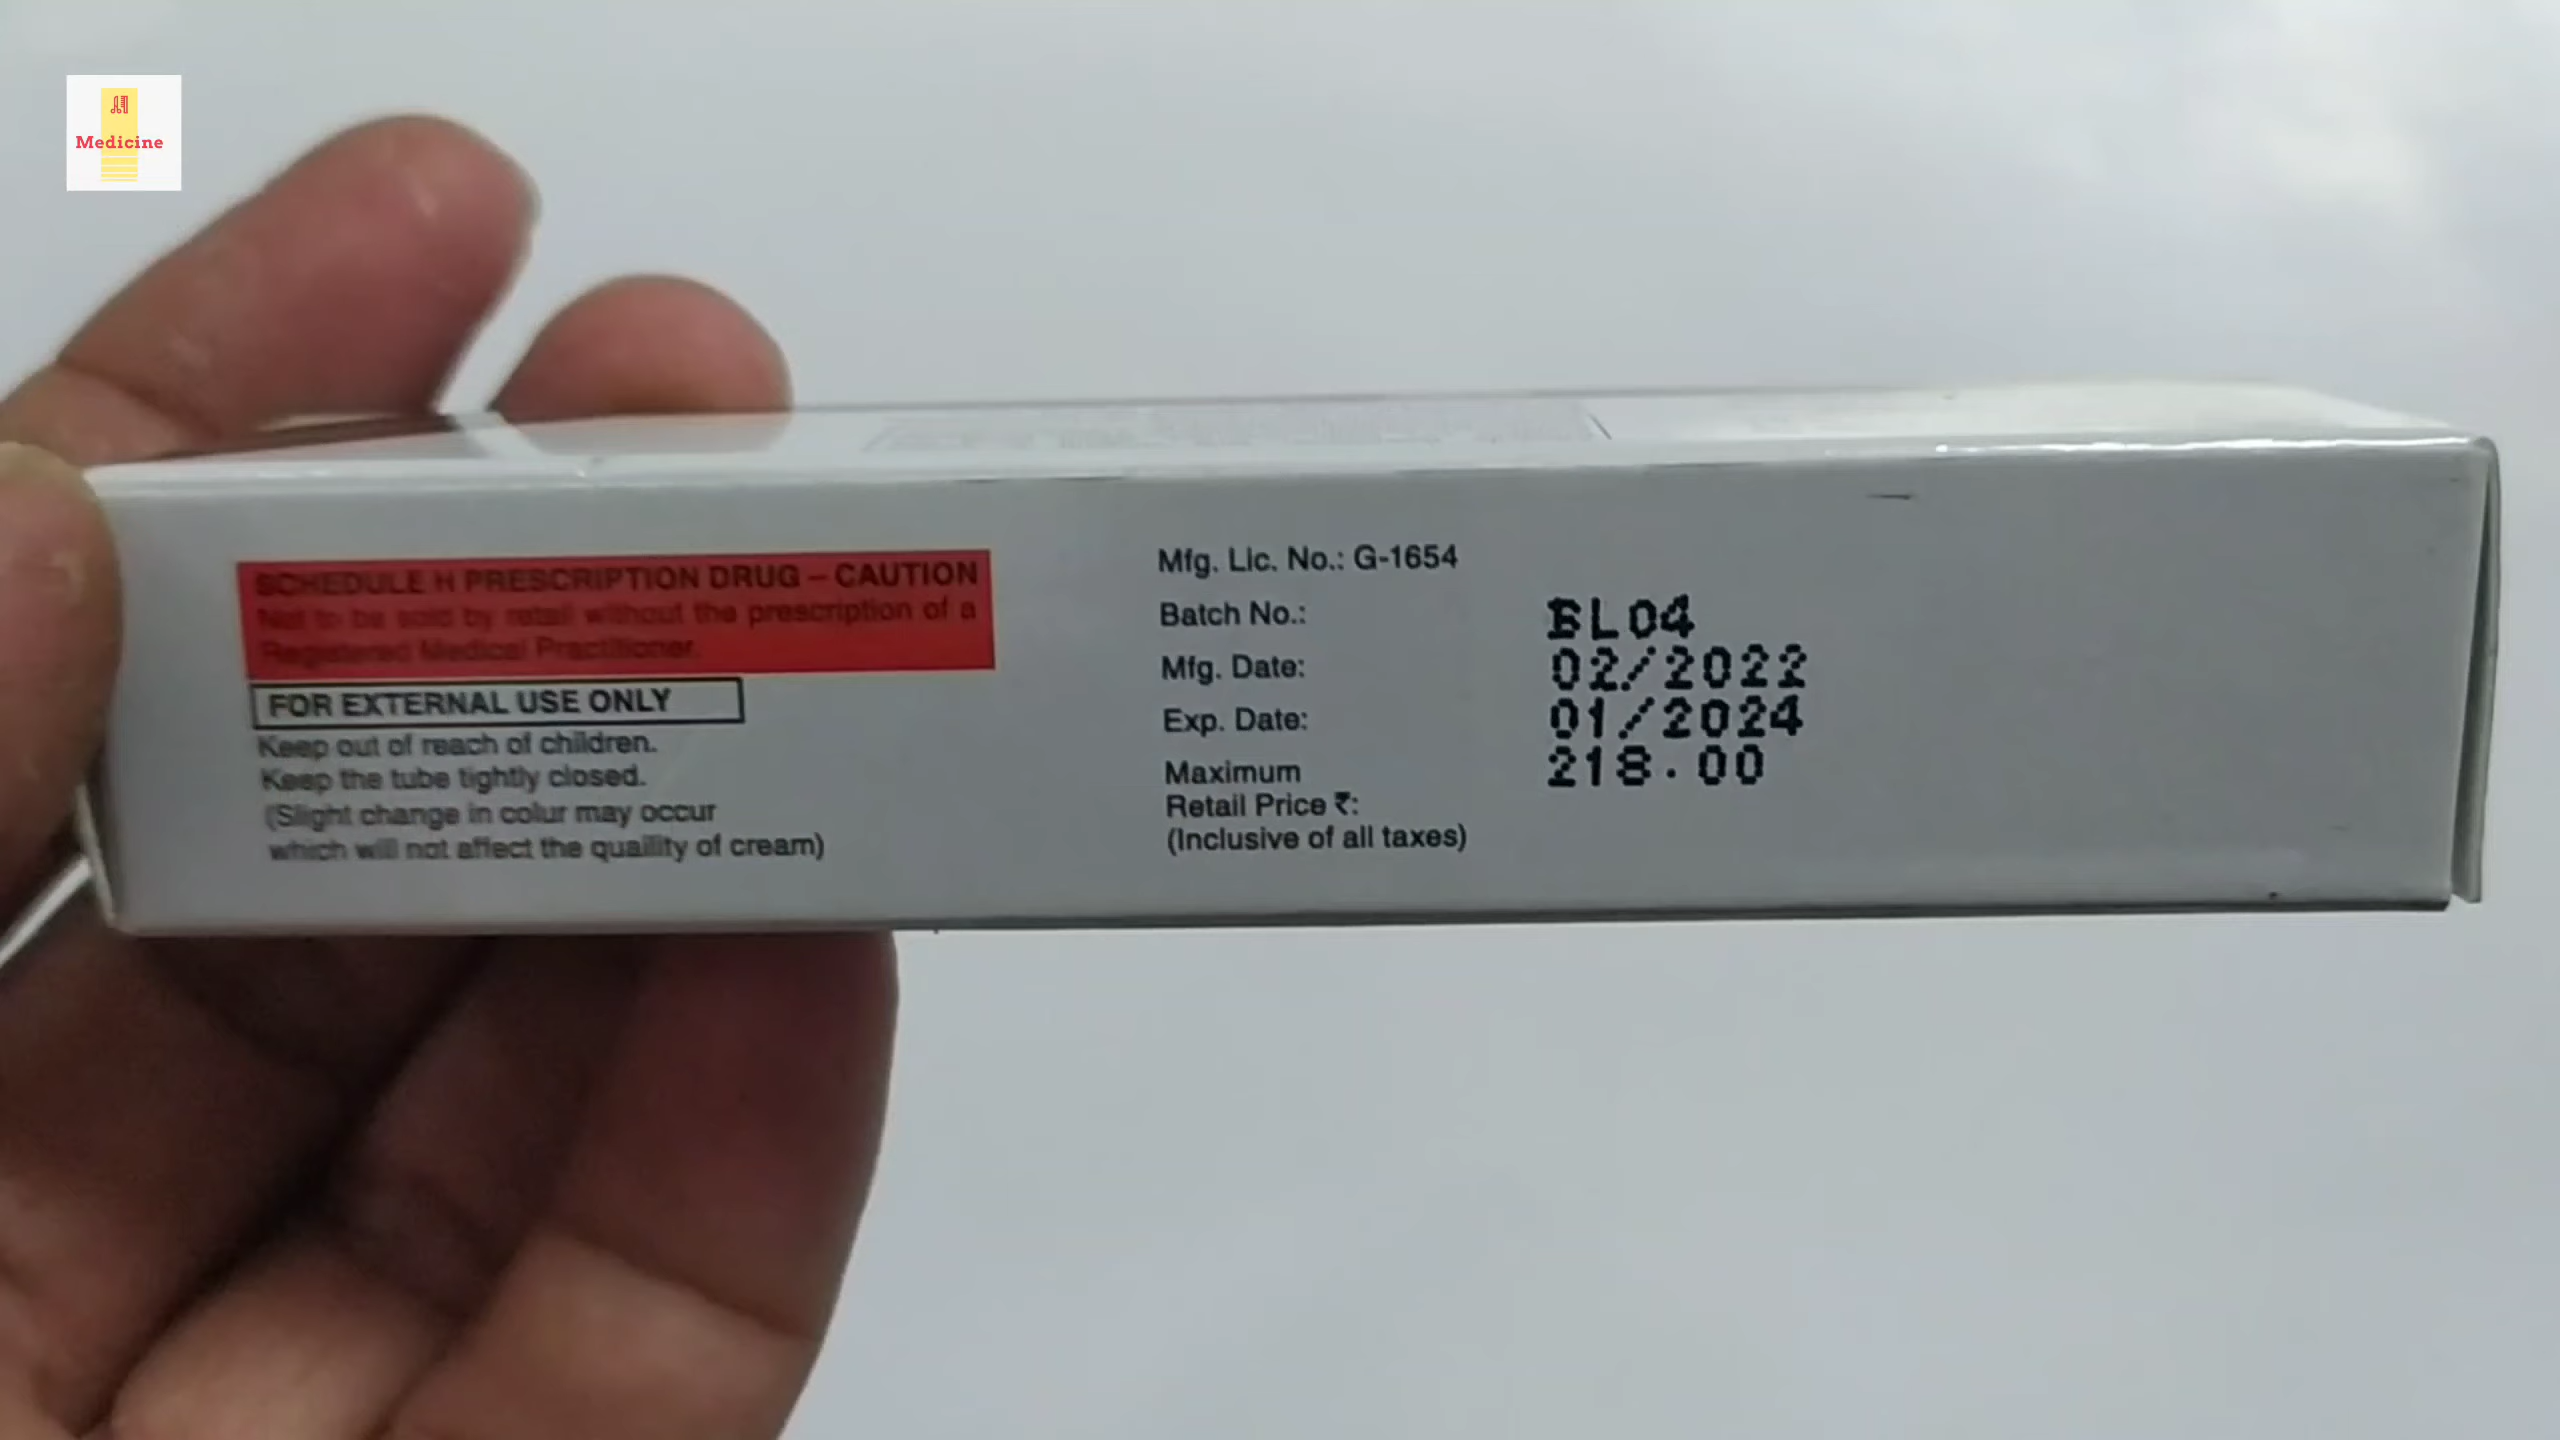 Medicine
SCHEDULE H PRESCRIPTION DRUG – CAUTION
Not to be sold by retail without the prescription of a
Registered Medical Practitioner.
FOR EXTERNAL USE ONLY
Keep out of reach of children.
Keep the tube tightly closed.
(Slight change in colur may occur
which will not affect the quaility of cream)
Mfg. Lic. No.: G-1654
Batch No.: BL04
Mfg. Date: 02/2022
Exp. Date: 01/2024
Maximum 218.00
Retail Price ₹:
(Inclusive of all taxes)